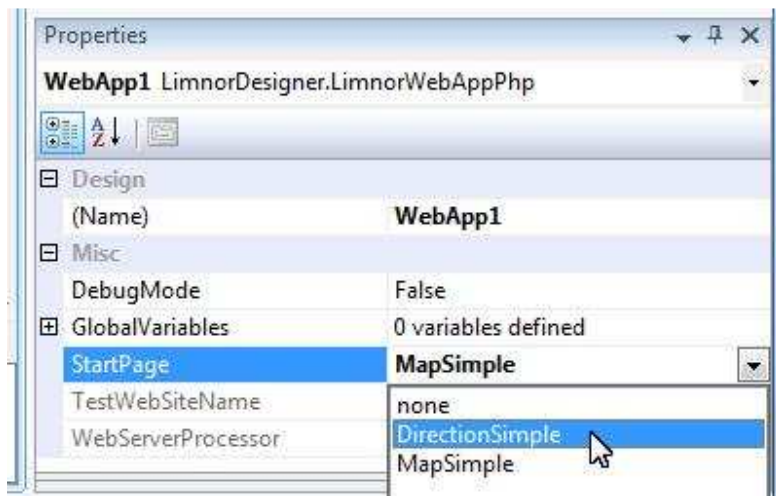 Properties
WebApp1 LimnorDesigner.LimnorWebAppPhp
A
Z
Design
(Name) WebApp1
Misc
DebugMode False
GlobalVariables 0 variables defined
StartPage MapSimple
TestWebSiteName none
WebServerProcessor DirectionSimple
MapSimple